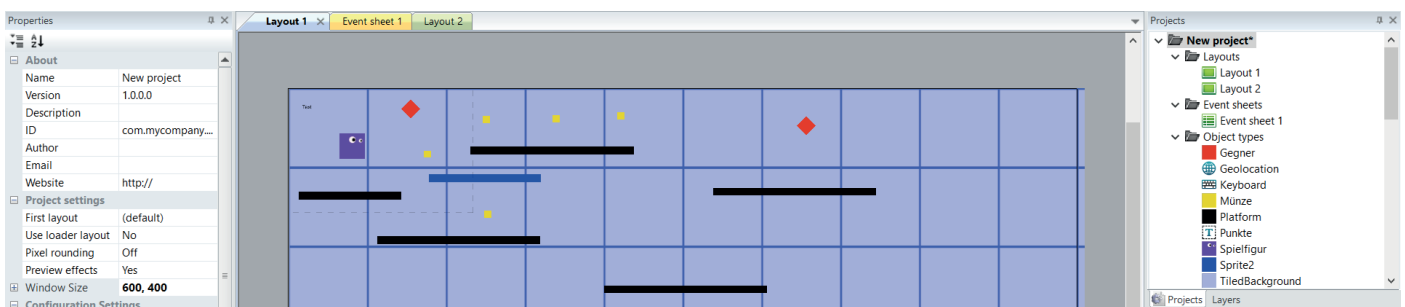 Properties
Layout 1
Event sheet 1
Layout 2
Projects
About
Name New project
Version 1.0.0.0
Description
ID com.mycompany....
Author
Email
Website http://
Project settings
First layout (default)
Use loader layout No
Pixel rounding Off
Preview effects Yes
Window Size 600, 400
Configuration Settings
Text
New project*
Layouts
Layout 1
Layout 2
Event sheets
Event sheet 1
Object types
Gegner
Geolocation
Keyboard
Münze
Platform
Punkte
Spielfigur
Sprite2
TiledBackground
Projects Layers